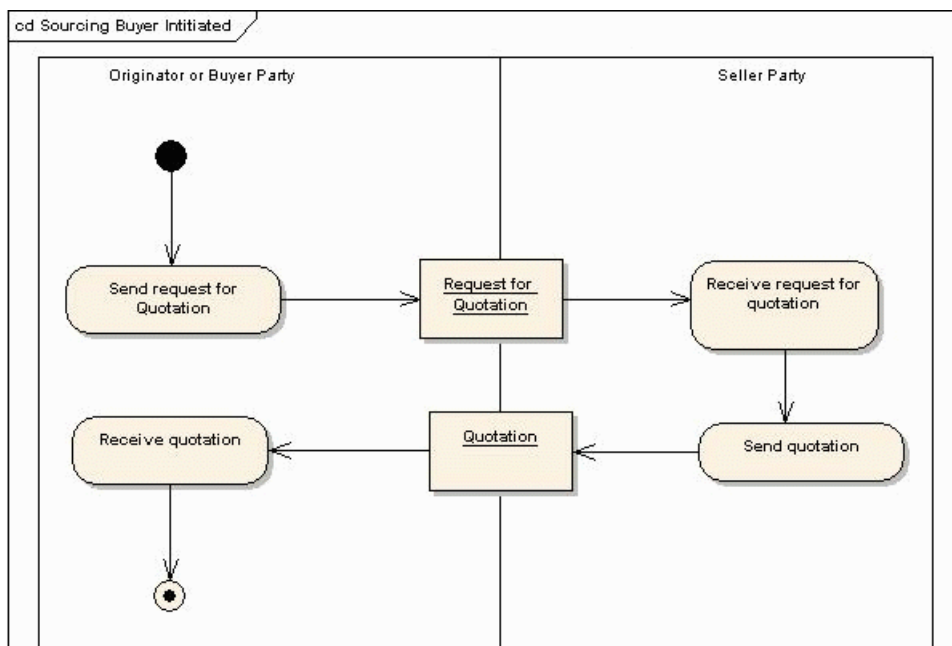 cd Sourcing Buyer Intitiated
Originator or Buyer Party
Seller Party
Send request for
Quotation
Request for
Quotation
Receive request for
quotation
Receive quotation
Quotation
Send quotation